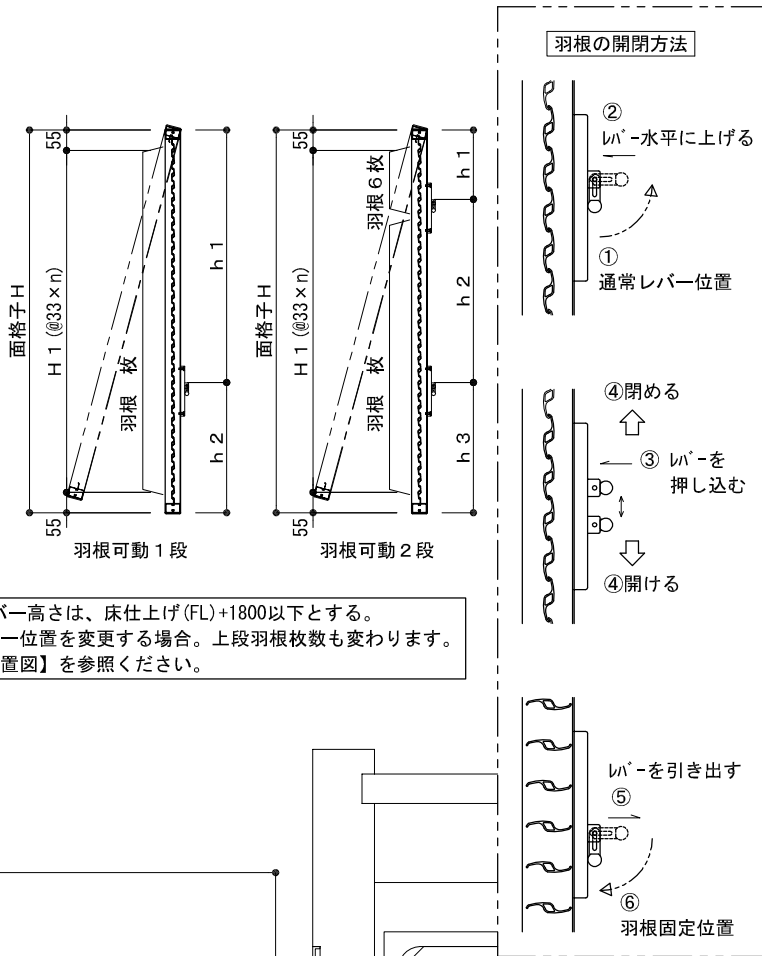 羽根の開閉方法
②
ﾚﾊﾞｰ水平に上げる
①
通常レバー位置
④閉める
③ ﾚﾊﾞｰを
押し込む
④開ける
ﾚﾊﾞｰを引き出す
⑤
⑥
羽根固定位置
面格子H
55
H1(@33×n)
55
羽根 枚
h1
h2
羽根可動1段
面格子H
55
H1(@33×n)
55
羽根6枚
羽根 枚
h1
h2
h3
羽根可動2段
バー高さは、床仕上げ(FL)+1800以下とする。
ー位置を変更する場合。上段羽根枚数も変わります。
置図】を参照ください。